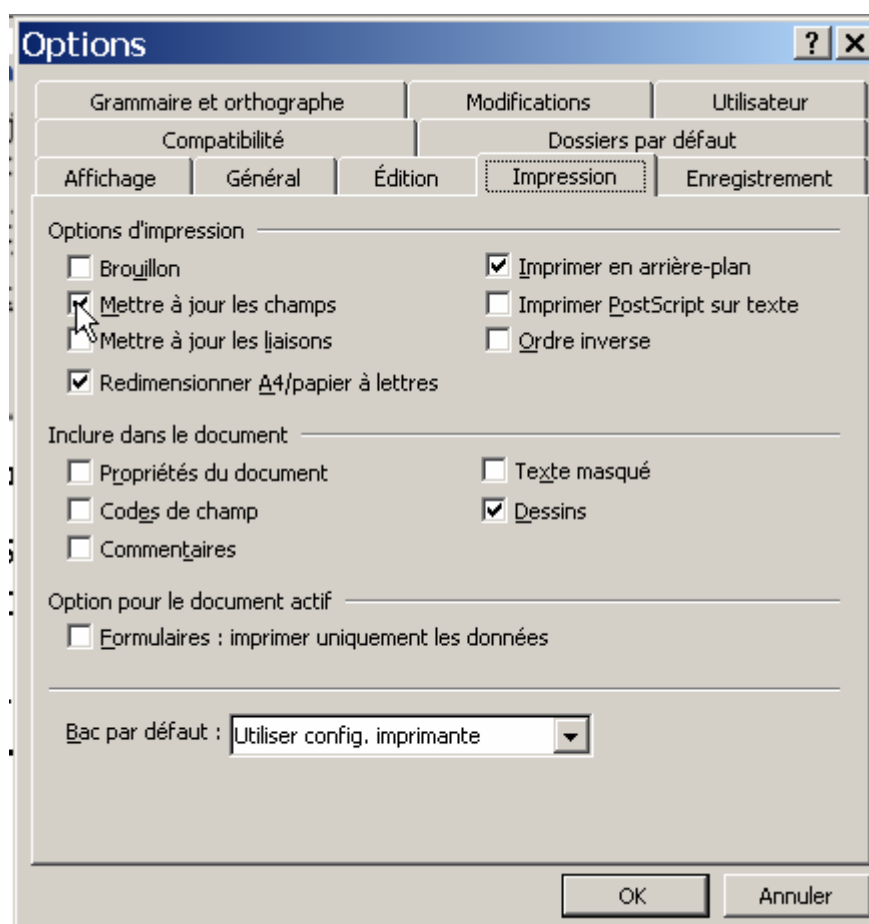 Options
Grammaire et orthographe Modifications Utilisateur
Compatibilité Dossiers par défaut
Affichage Général Édition Impression Enregistrement
Options d'impression
Brouillon Imprimer en arrière-plan
Mettre à jour les champs Imprimer PostScript sur texte
Mettre à jour les liaisons Ordre inverse
Redimensionner A4/papier à lettres
Inclure dans le document
Propriétés du document Texte masqué
Codes de champ Dessins
Commentaires
Option pour le document actif
Formulaires : imprimer uniquement les données
Bac par défaut : Utiliser config. imprimante
OK Annuler